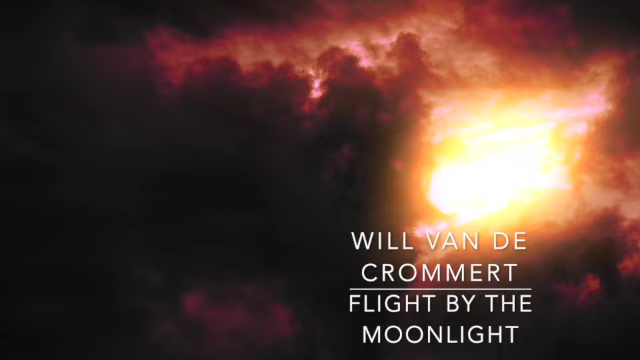 WILL VAN DE
CROMMERT
FLIGHT BY THE
MOONLIGHT